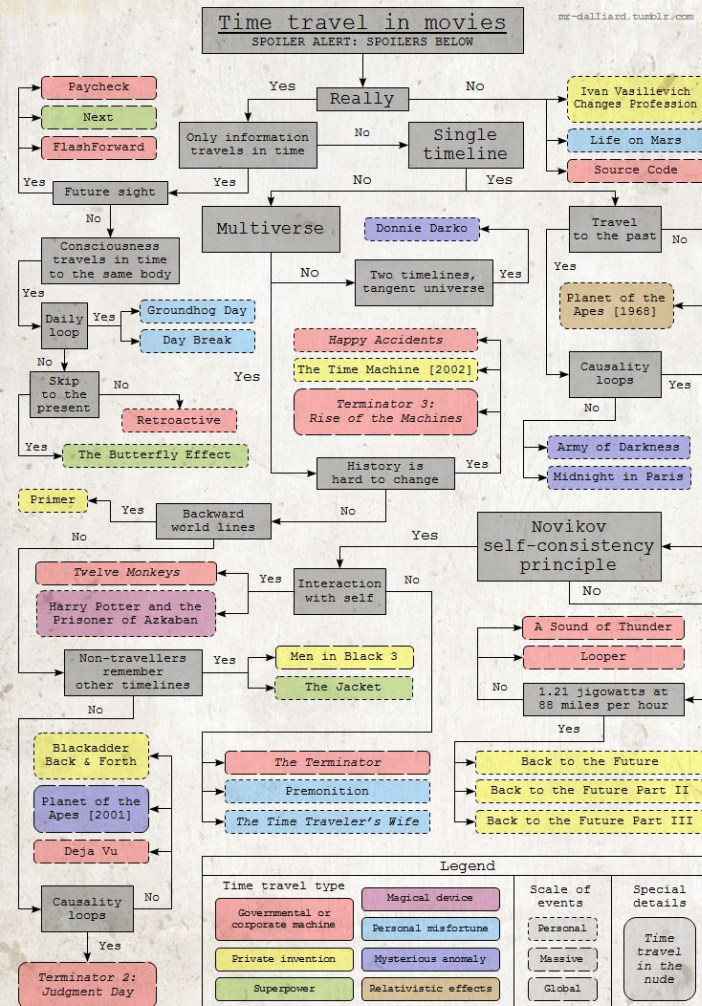 Time travel in movies
SPOILER ALERT: SPOILERS BELOW
mr-dalliard.tumblr.com
Really
Yes
No
Paycheck
Next
FlashForward
Ivan Vasilievich
Changes Profession
Life on Mars
Source Code
Only information
travels in time
No
Single
timeline
Yes
Future sight
Yes
No
Yes
No
Consciousness
travels in time
to the same body
Yes
Multiverse
Donnie Darko
Travel
to the past
No
No
Two timelines,
tangent universe
Yes
Yes
Planet of the
Apes [1968]
Daily
loop
Yes
Groundhog Day
Day Break
No
Skip
to the
present
No
Retroactive
Yes
The Butterfly Effect
Yes
Happy Accidents
The Time Machine [2002]
Terminator 3:
Rise of the Machines
History is
hard to change
Yes
No
Causality
loops
Yes
No
Army of Darkness
Midnight in Paris
Primer
Yes
Backward
world lines
No
Novikov
self-consistency
principle
Yes
No
Twelve Monkeys
Harry Potter and the
Prisoner of Azkaban
Yes
Interaction
with self
No
A Sound of Thunder
Looper
No
1.21 jigowatts at
88 miles per hour
Yes
Non-travellers
remember
other timelines
Yes
Men in Black 3
The Jacket
No
Blackadder
Back & Forth
Planet of the
Apes [2001]
Deja Vu
The Terminator
Premonition
The Time Traveler's Wife
Back to the Future
Back to the Future Part II
Back to the Future Part III
Causality
loops
No
Yes
Terminator 2:
Judgment Day
Legend
Time travel type
Governmental or
corporate machine
Private invention
Superpower
Magical device
Personal misfortune
Mysterious anomaly
Relativistic effects
Scale of
events
Personal
Massive
Global
Special
details
Time
travel
in the
nude